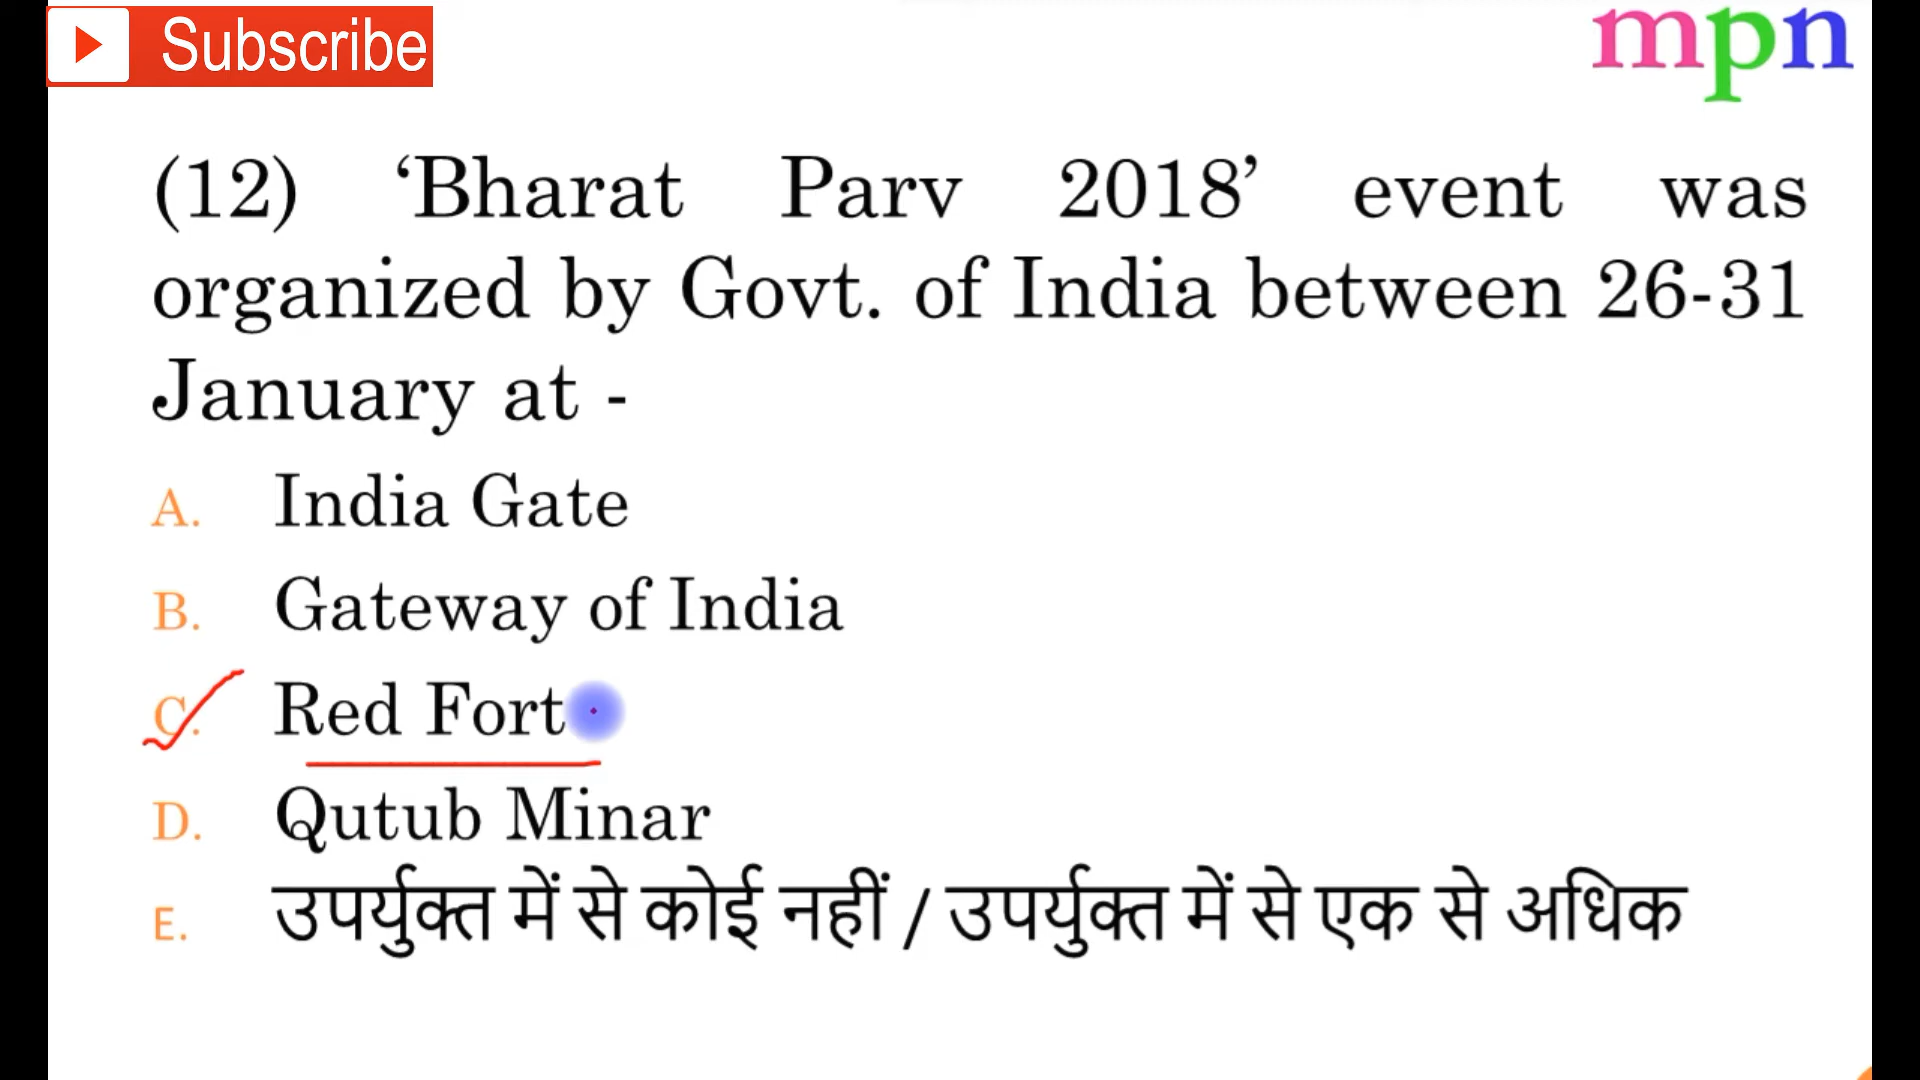 Subscribe
mpn
(12) ‘Bharat Parv 2018’ event was
organized by Govt. of India between 26-31
January at -
A. India Gate
B. Gateway of India
C. Red Fort
D. Qutub Minar
E. उपर्युक्त में से कोई नहीं / उपर्युक्त में से एक से अधिक